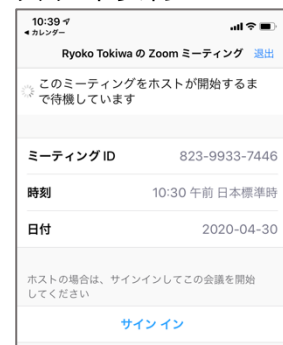 10:39
カレンダー
Ryoko Tokiwa の Zoom ミーティング 退出
このミーティングをホストが開始するま
で待機しています
ミーティング ID 823-9933-7446
時刻 10:30 午前 日本標準時
日付 2020-04-30
ホストの場合は、サインインしてこの会議を開始
してください
サイン イン